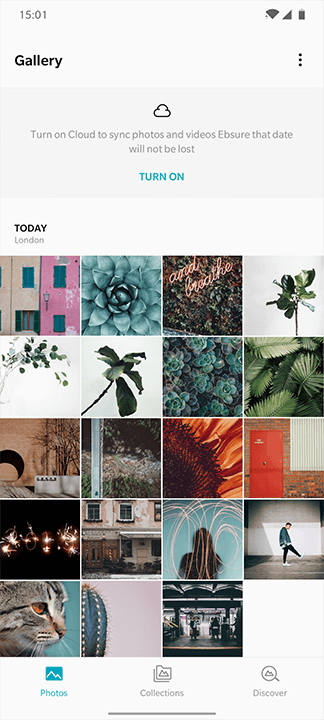 15:01
Gallery
Turn on Cloud to sync photos and videos Ebsure that date
will not be lost
TURN ON
TODAY
London
and
breathe
Photos
Collections
Discover